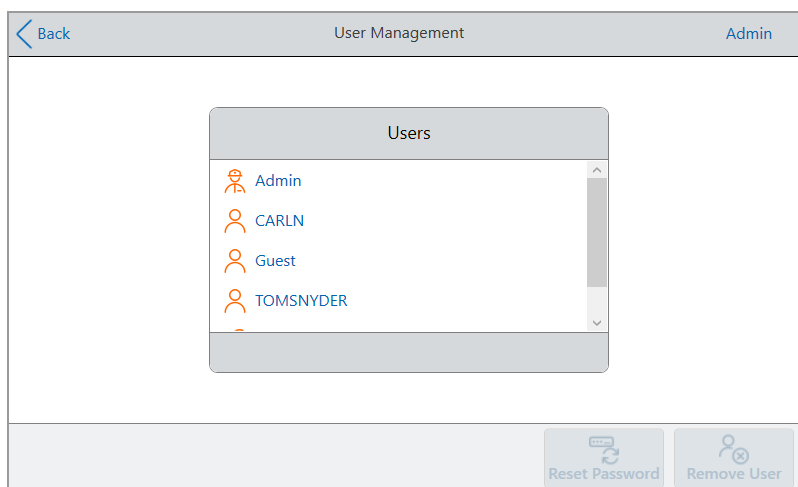 Back
User Management
Admin
Users
Admin
CARLN
Guest
TOMSNYDER
Reset Password
Remove User